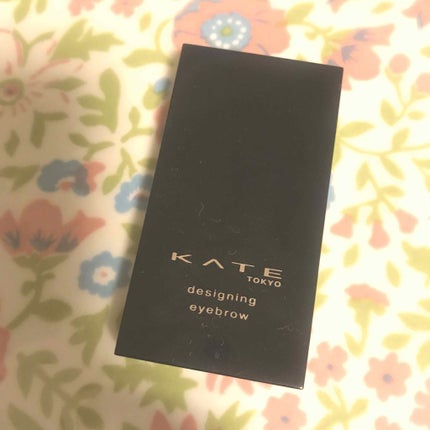 KATE
TOKYO
designing
eyebrow